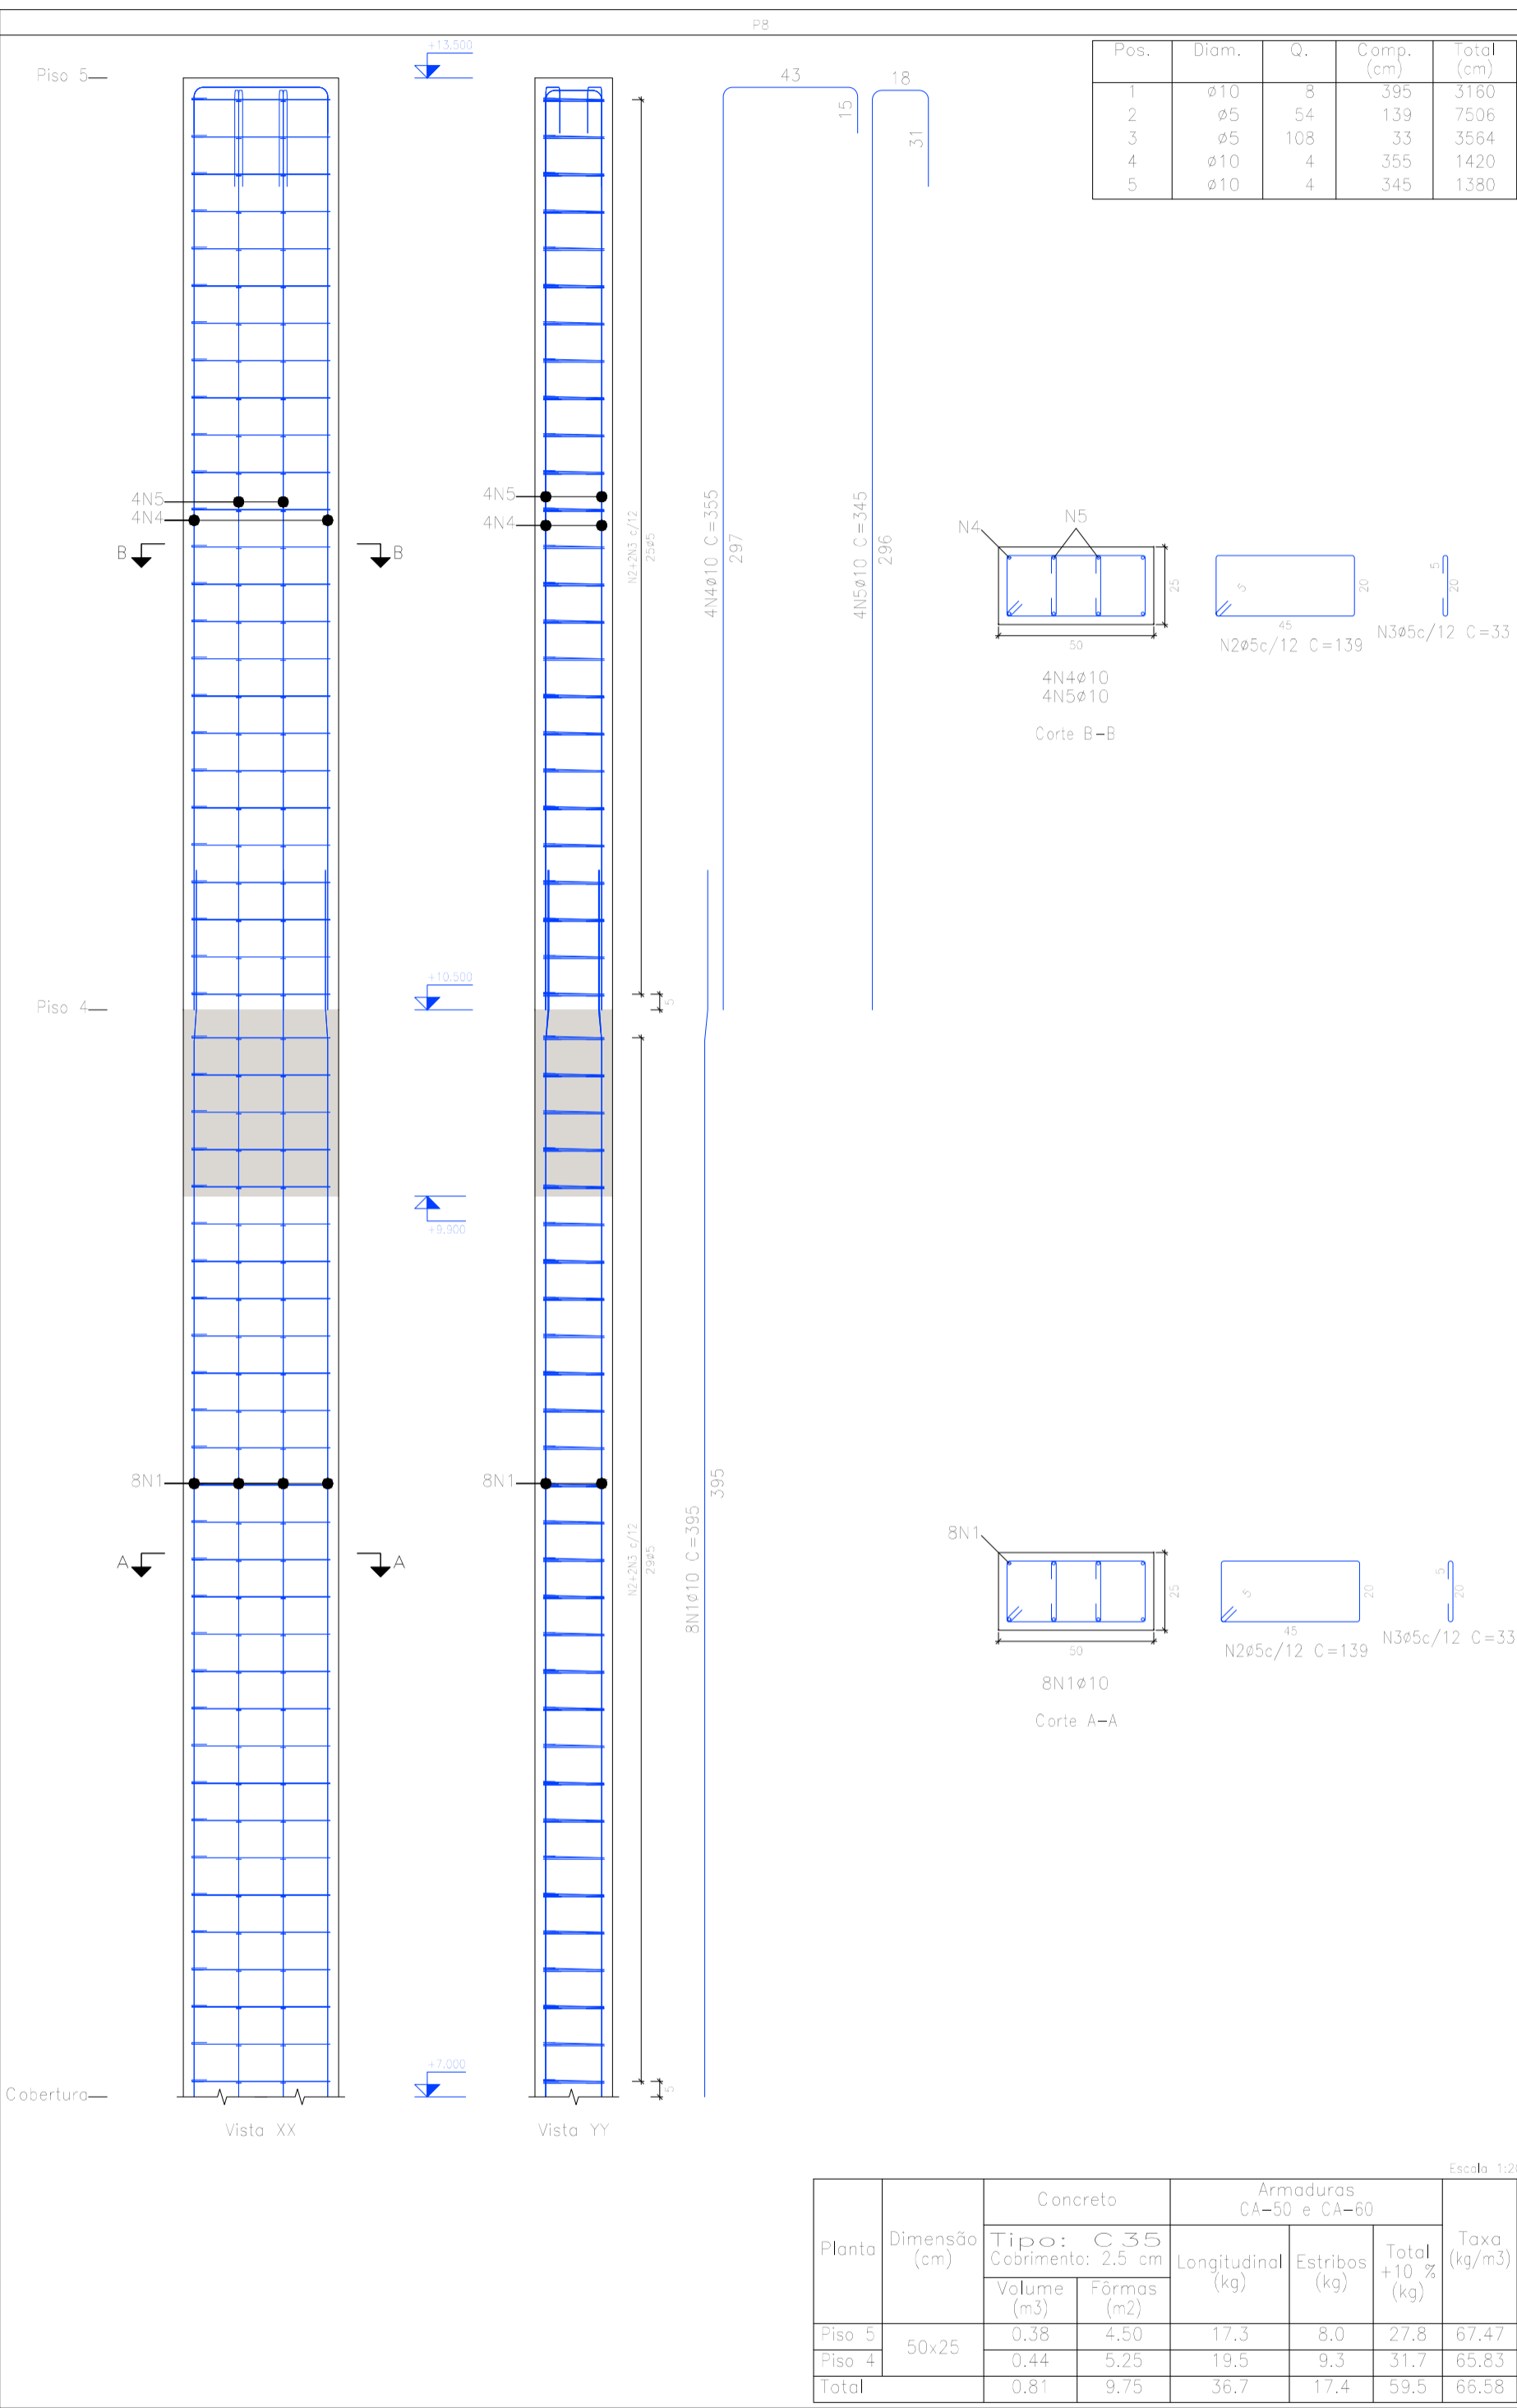 P8
Pos. Diam. Q. Comp. (cm) Total (cm)
1 ø10 8 395 3160
2 ø5 54 139 7506
3 ø5 108 33 3564
4 ø10 4 355 1420
5 ø10 4 345 1380
Piso 5
+13.500
43
18
15
31
4N5
4N4
B
B
4N5
4N4
N2+2N3 c/12
25ø5
4N4ø10 C=355
297
4N5ø10 C=345
296
N4
N5
25
50
4N4ø10
4N5ø10
Corte B-B
5
20
45
N2ø5c/12 C=139
5
20
N3ø5c/12 C=33
Piso 4
+10.500
5
+9.900
8N1
8N1
A
A
N2+2N3 c/12
29ø5
8N1ø10 C=395
395
8N1
25
50
8N1ø10
Corte A-A
5
20
45
N2ø5c/12 C=139
5
20
N3ø5c/12 C=33
Cobertura
+7.000
5
Vista XX
Vista YY
Escala 1:20
Planta
Dimensão (cm)
Concreto
Tipo: C35
Cobrimento: 2.5 cm
Volume (m3)
Fôrmas (m2)
Armaduras
CA-50 e CA-60
Longitudinal (kg)
Estribos (kg)
Total +10 % (kg)
Taxa (kg/m3)
Piso 5 50x25 0.38 4.50 17.3 8.0 27.8 67.47
Piso 4 0.44 5.25 19.5 9.3 31.7 65.83
Total 0.81 9.75 36.7 17.4 59.5 66.58